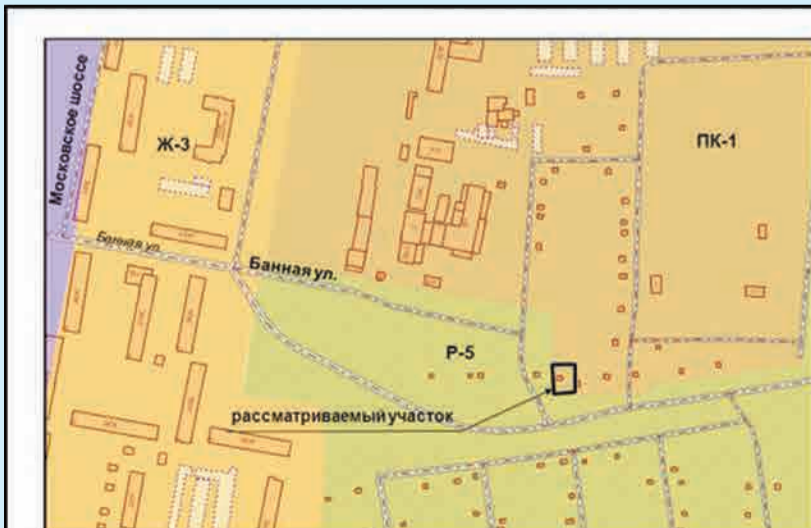 Московское шоссе
Ж-3
ПК-1
Банная ул.
Банная ул.
Р-5
рассматриваемый участок